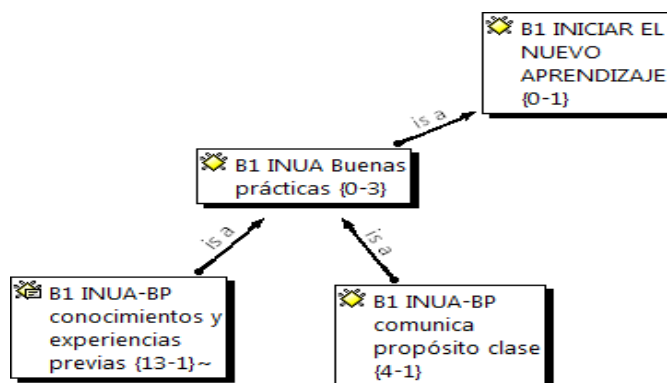 B1 INICIAR EL
NUEVO
APRENDIZAJE
{0-1}
is a
B1 INUA Buenas
prácticas {0-3}
is a
is a
B1 INUA-BP
conocimientos y
experiencias
previas {13-1}~
B1 INUA-BP
comunica
propósito clase
{4-1}